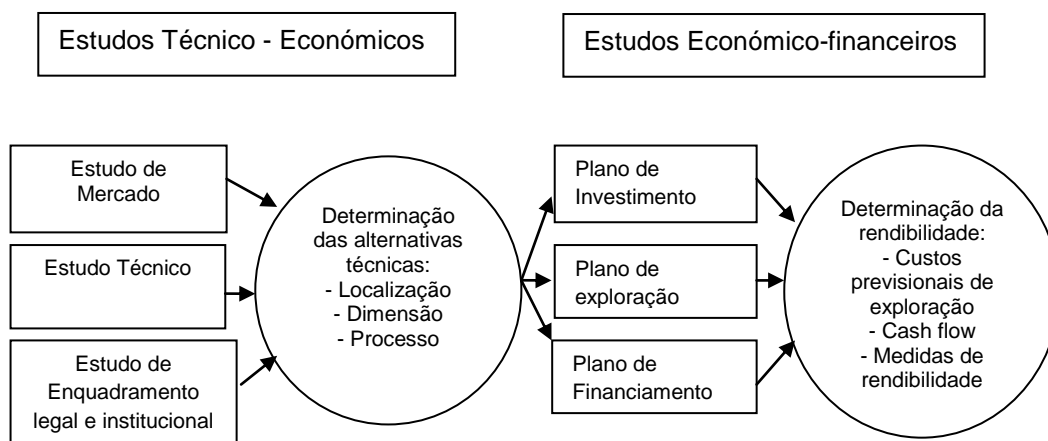 Estudos Técnico - Económicos
Estudos Económico-financeiros
Estudo de
Mercado
Estudo Técnico
Estudo de
Enquadramento
legal e institucional
Determinação
das alternativas
técnicas:
- Localização
- Dimensão
- Processo
Plano de
Investimento
Plano de
exploração
Plano de
Financiamento
Determinação da
rendibilidade:
- Custos
previsionais de
exploração
- Cash flow
- Medidas de
rendibilidade